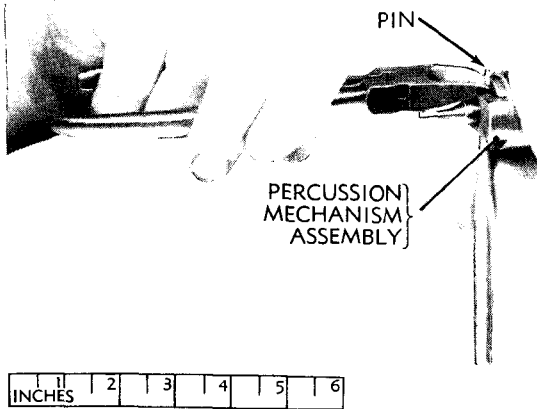 PIN
PERCUSSION
MECHANISM
ASSEMBLY
1 2 3 4 5 6
INCHES